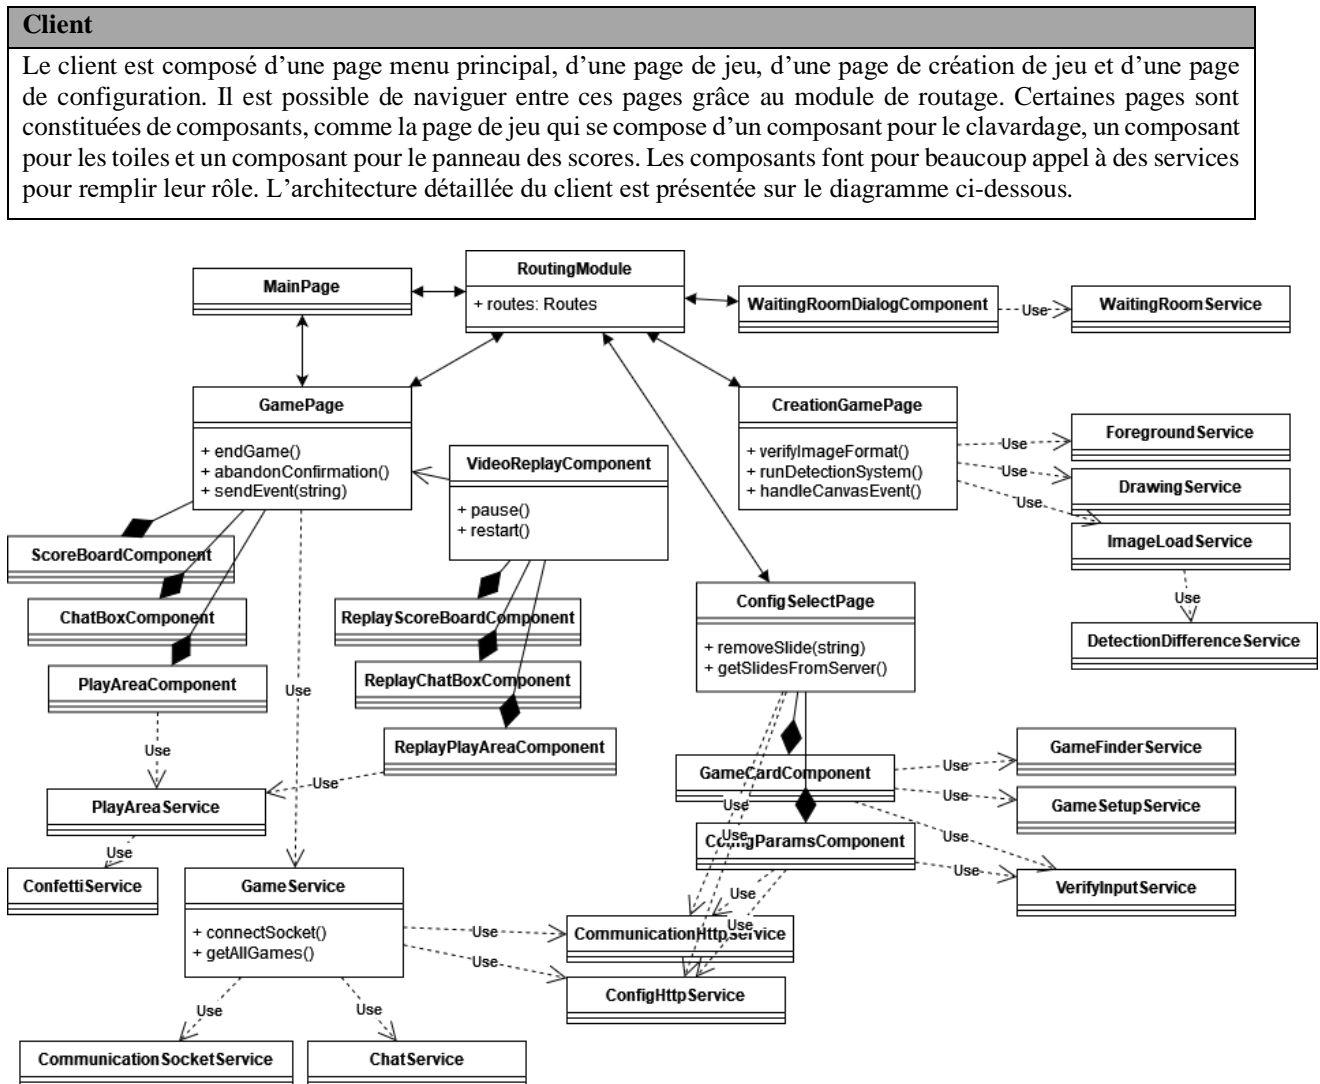 Client
Le client est composé d'une page menu principal, d'une page de jeu, d'une page de création de jeu et d'une page
de configuration. Il est possible de naviguer entre ces pages grâce au module de routage. Certaines pages sont
constituées de composants, comme la page de jeu qui se compose d'un composant pour le clavardage, un composant
pour les toiles et un composant pour le panneau des scores. Les composants font pour beaucoup appel à des services
pour remplir leur rôle. L'architecture détaillée du client est présentée sur le diagramme ci-dessous.
RoutingModule
+ routes: Routes
MainPage
WaitingRoomDialogComponent
Use
WaitingRoomService
GamePage
+ endGame()
+ abandonConfirmation()
+ sendEvent(string)
CreationGamePage
+ verifyImageFormat()
+ runDetectionSystem()
+ handleCanvasEvent()
Use
Use
Use
ForegroundService
DrawingService
ImageLoadService
Use
DetectionDifferenceService
VideoReplayComponent
+ pause()
+ restart()
ScoreBoardComponent
ChatBoxComponent
PlayAreaComponent
Use
ReplayScoreBoardComponent
ReplayChatBoxComponent
ReplayPlayAreaComponent
ConfigSelectPage
+ removeSlide(string)
+ getSlidesFromServer()
Use
Use
PlayAreaService
Use
ConfettiService
GameCardComponent
Use
Use
Use
GameFinderService
GameSetupService
Use
Use
ConfigParamsComponent
Use
VerifyInputService
GameService
+ connectSocket()
+ getAllGames()
Use
Use
Use
Use
CommunicationHttpService
ConfigHttpService
Use
Use
CommunicationSocketService
ChatService